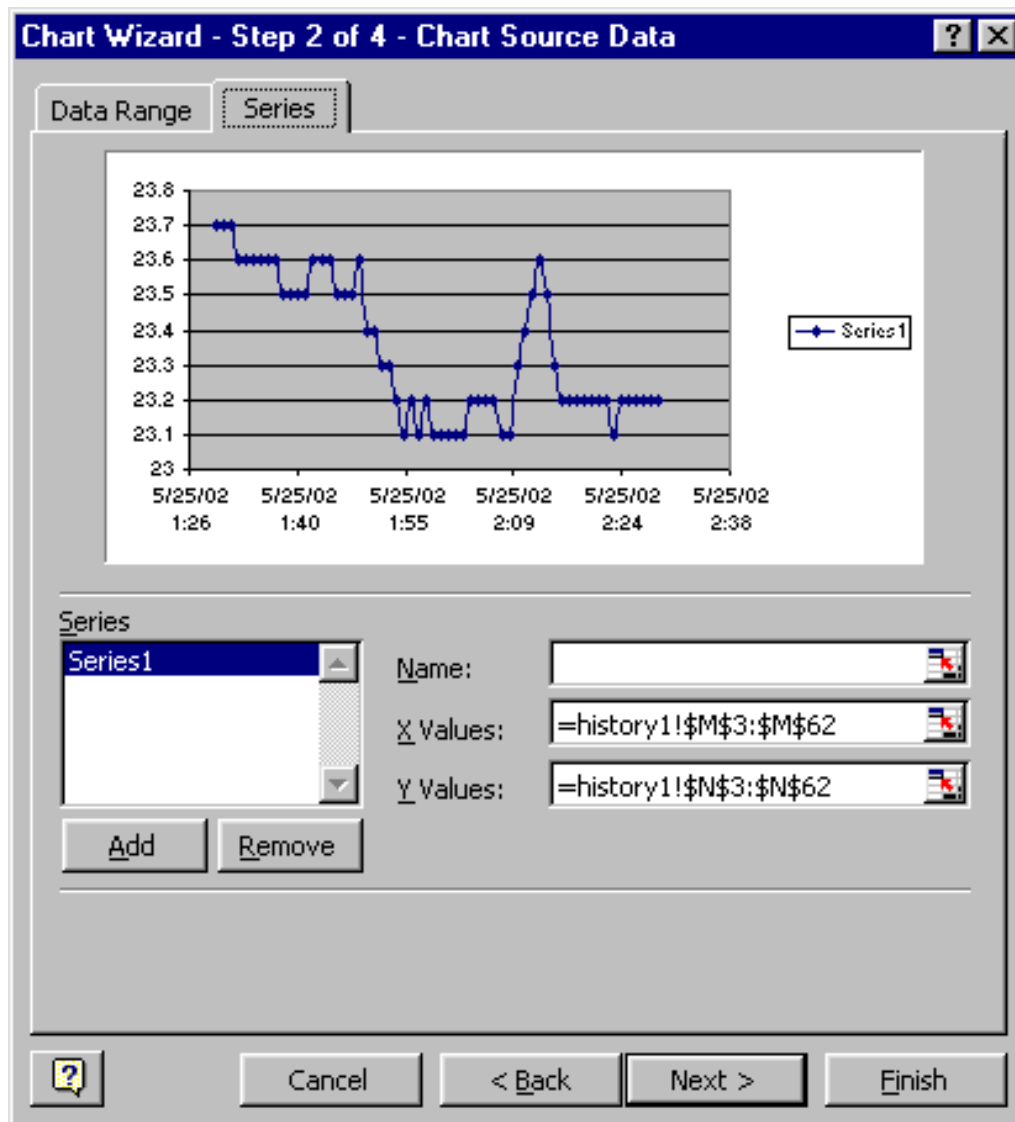 Chart Wizard - Step 2 of 4 - Chart Source Data
Data Range
Series
23.8
23.7
23.6
23.5
23.4
23.3
23.2
23.1
23
5/25/02 5/25/02 5/25/02 5/25/02 5/25/02 5/25/02
1:26 1:40 1:55 2:09 2:24 2:38
Series1
Series
Series1
Name:
X Values: =history1!$M$3:$M$62
Y Values: =history1!$N$3:$N$62
Add
Remove
Cancel
< Back
Next >
Finish